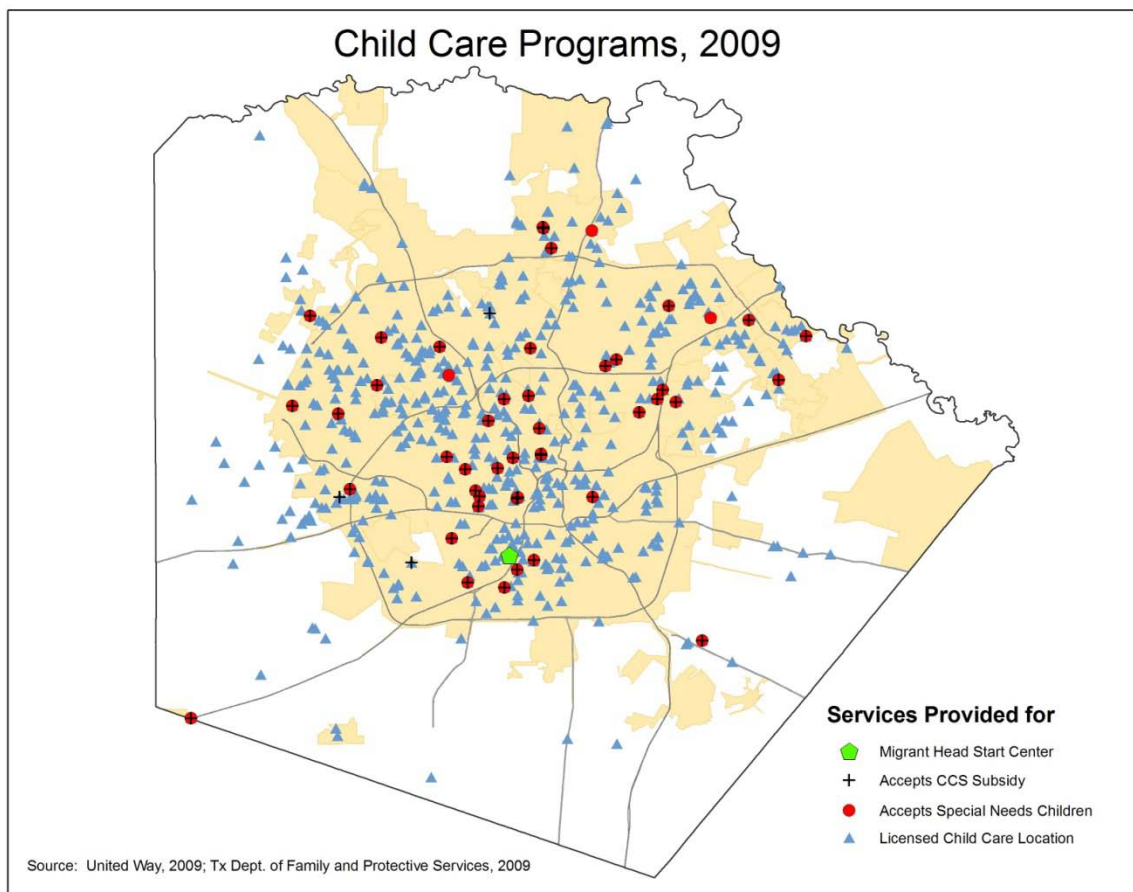 Child Care Programs, 2009
Services Provided for
Migrant Head Start Center
Accepts CCS Subsidy
Accepts Special Needs Children
Licensed Child Care Location
Source: United Way, 2009; Tx Dept. of Family and Protective Services, 2009